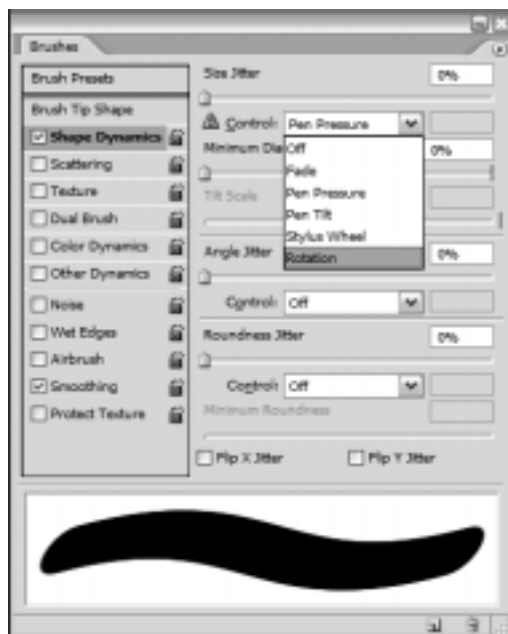 Brushes
Brush Presets
Brush Tip Shape
Shape Dynamics
Scattering
Texture
Dual Brush
Color Dynamics
Other Dynamics
Noise
Wet Edges
Airbrush
Smoothing
Protect Texture
Size Jitter 0%
Control: Pen Pressure
Minimum Dia 0%
Off
Fade
Pen Pressure
Pen Tilt
Stylus Wheel
Rotation
Tilt Scale
Angle Jitter 0%
Control: Off
Roundness Jitter 0%
Control: Off
Minimum Roundness
Flip X Jitter Flip Y Jitter